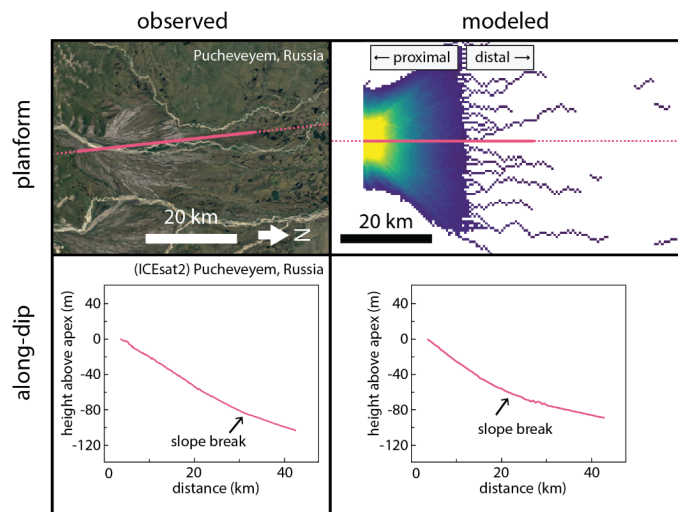 observed
modeled
planform
Pucheveyem, Russia
20 km
N
← proximal
distal →
20 km
along-dip
(ICEsat2) Pucheveyem, Russia
height above apex (m)
40
0
-40
-80
-120
slope break
0
20
40
distance (km)
height above apex (m)
40
0
-40
-80
-120
slope break
0
20
40
distance (km)